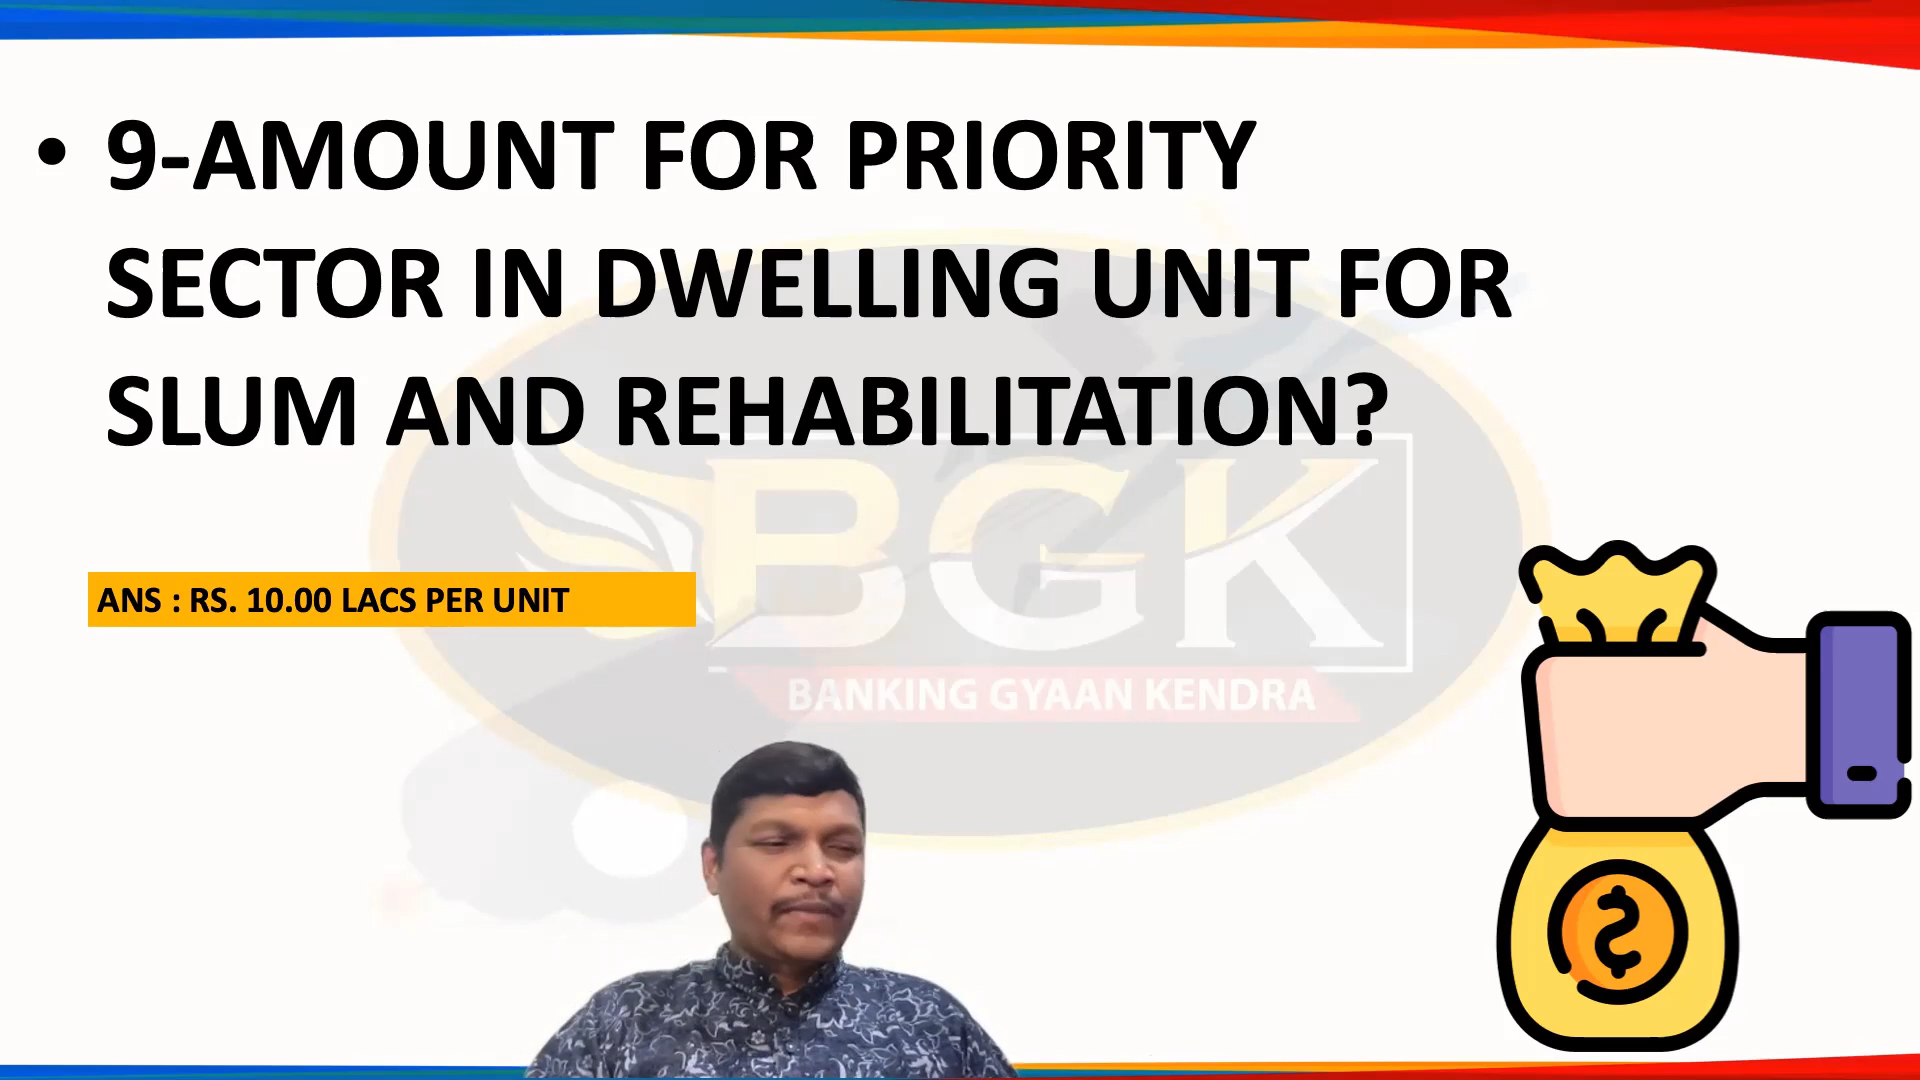 • 9-AMOUNT FOR PRIORITY
SECTOR IN DWELLING UNIT FOR
SLUM AND REHABILITATION?
ANS : RS. 10.00 LACS PER UNIT
BGK
BANKING GYAAN KENDRA